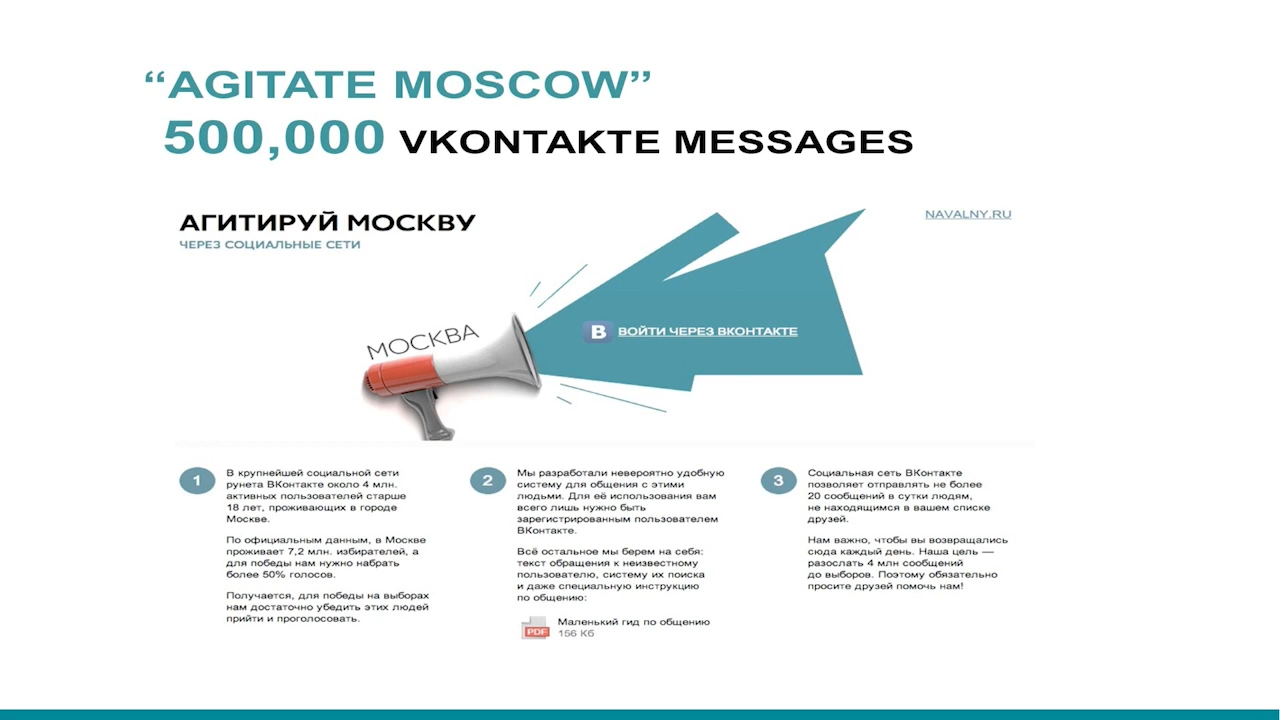 “AGITATE MOSCOW”
500,000 VKONTAKTE MESSAGES
АГИТИРУЙ МОСКВУ
ЧЕРЕЗ СОЦИАЛЬНЫЕ СЕТИ
NAVALNY.RU
МОСКВА
В ВОЙТИ ЧЕРЕЗ ВКОНТАКТЕ
1
В крупнейшей социальной сети
рунета ВКонтакте около 4 млн.
активных пользователей старше
18 лет, проживающих в городе
Москве.
По официальным данным, в Москве
проживает 7,2 млн. избирателей, а
для победы нам нужно набрать
более 50% голосов.
Получается, для победы на выборах
нам достаточно убедить этих людей
прийти и проголосовать.
2
Мы разработали невероятно удобную
систему для общения с этими
людьми. Для её использования вам
всего лишь нужно быть
зарегистрированным пользователем
ВКонтакте.
Всё остальное мы берем на себя:
текст обращения к неизвестному
пользователю, систему их поиска
и даже специальную инструкцию
по общению:
PDF
Маленький гид по общению
156 Кб
3
Социальная сеть ВКонтакте
позволяет отправлять не более
20 сообщений в сутки людям,
не находящимся в вашем списке
друзей.
Нам важно, чтобы вы возвращались
сюда каждый день. Наша цель —
разослать 4 млн сообщений
до выборов. Поэтому обязательно
просите друзей помочь нам!